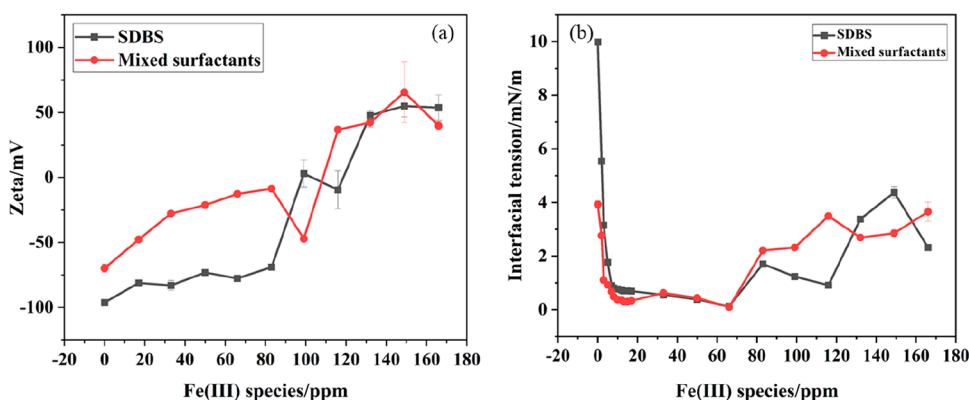 (a)
SDBS
Mixed surfactants
100
50
0
-50
-100
Zeta/mV
-20 0 20 40 60 80 100 120 140 160 180
Fe(III) species/ppm
(b)
SDBS
Mixed surfactants
10
8
6
4
2
0
Interfacial tension/mN/m
-20 0 20 40 60 80 100 120 140 160 180
Fe(III) species/ppm